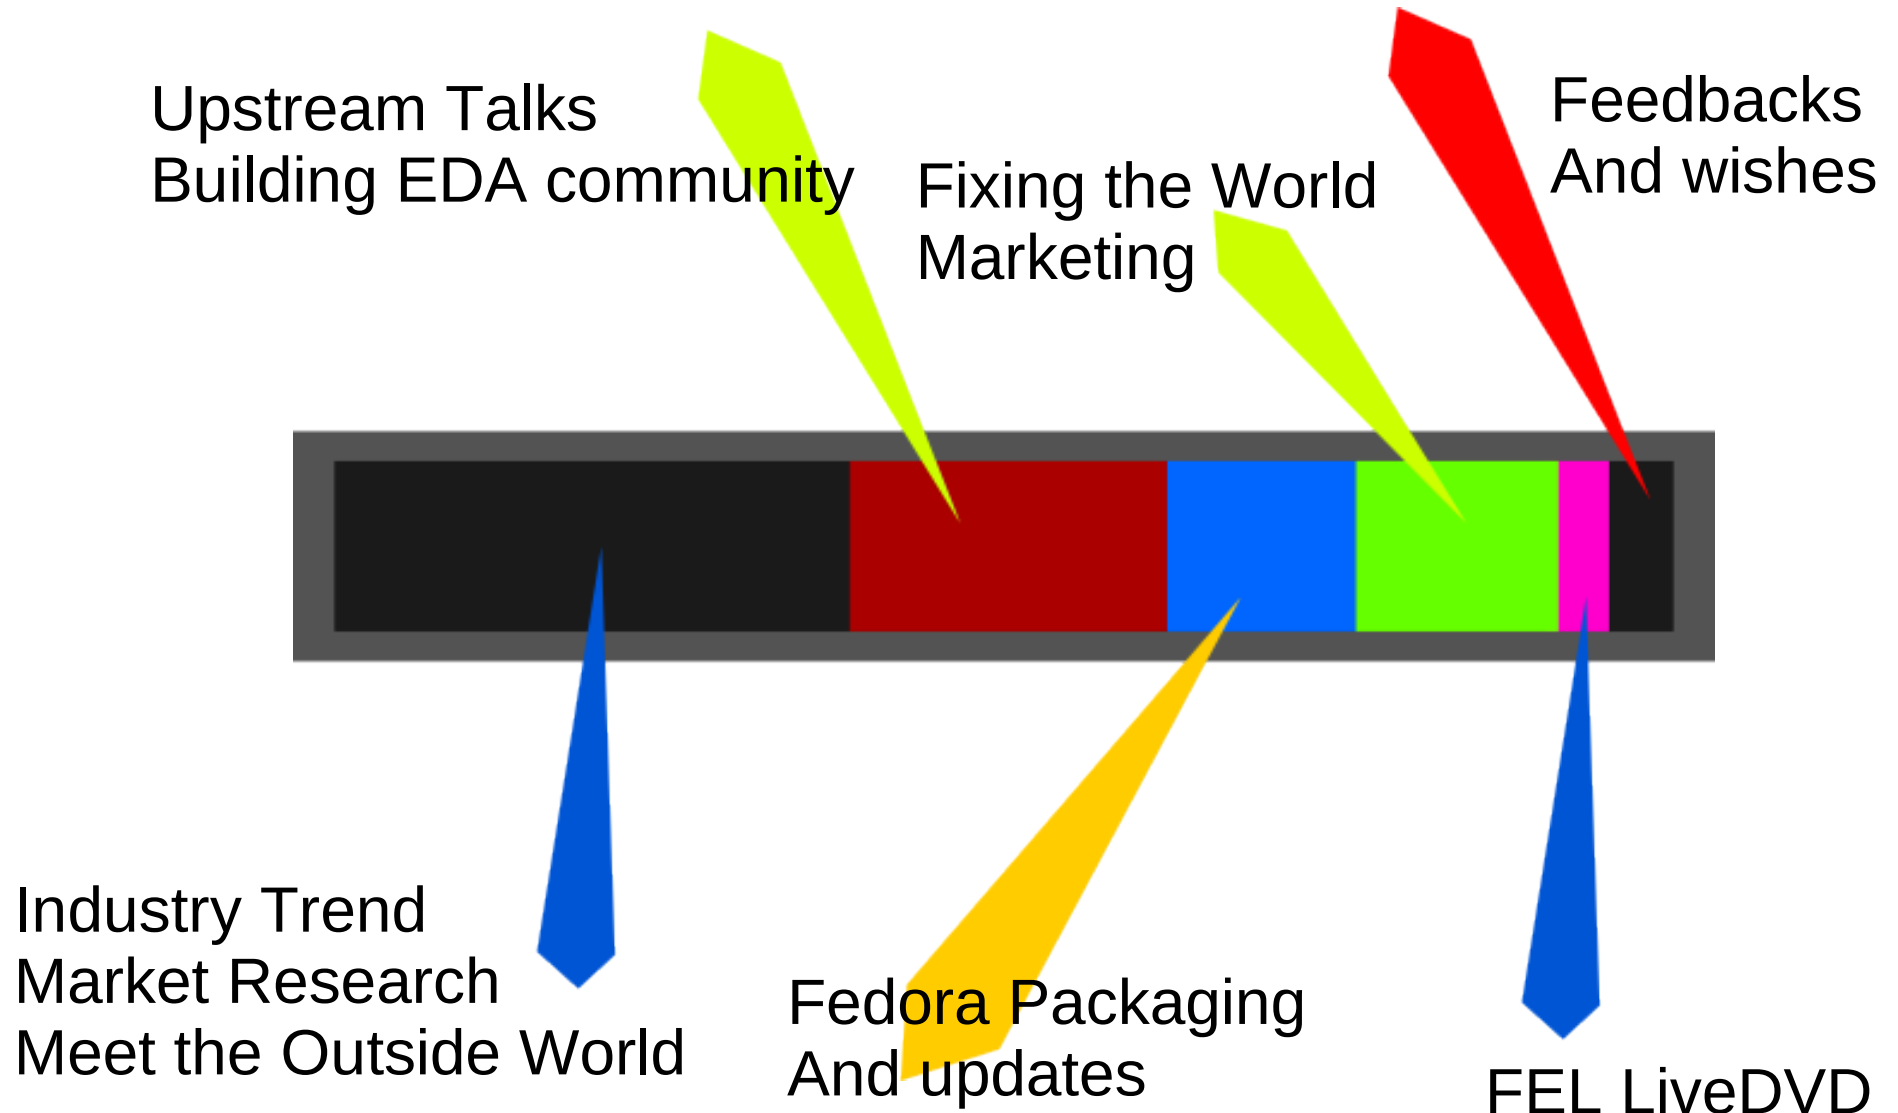 Upstream Talks
Building EDA community
Fixing the World
Marketing
Feedbacks
And wishes
Industry Trend
Market Research
Meet the Outside World
Fedora Packaging
And updates
FEL LiveDVD